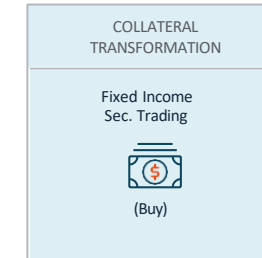 COLLATERAL
TRANSFORMATION
Fixed Income
Sec. Trading
$
(Buy)